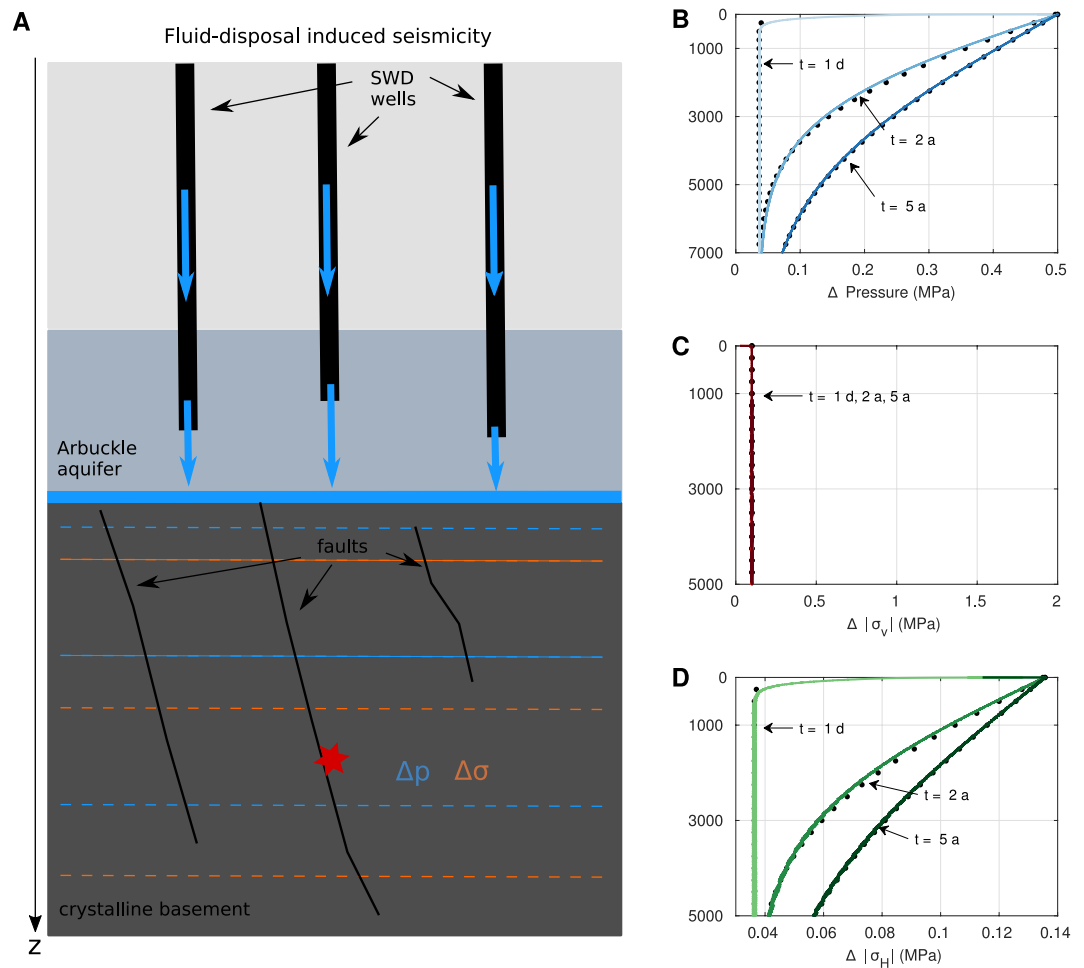 A
Fluid-disposal induced seismicity
SWD
wells
Arbuckle
aquifer
faults
Δp Δσ
crystalline basement
z
B
0
1000
3000
5000
7000
t = 1 d
t = 2 a
t = 5 a
0 0.1 0.2 0.3 0.4 0.5
Δ Pressure (MPa)
C
0
1000
3000
5000
t = 1 d, 2 a, 5 a
0 0.5 1 1.5 2
Δ |σv| (MPa)
D
0
1000
3000
5000
t = 1 d
t = 2 a
t = 5 a
0.04 0.06 0.08 0.1 0.12 0.14
Δ |σH| (MPa)